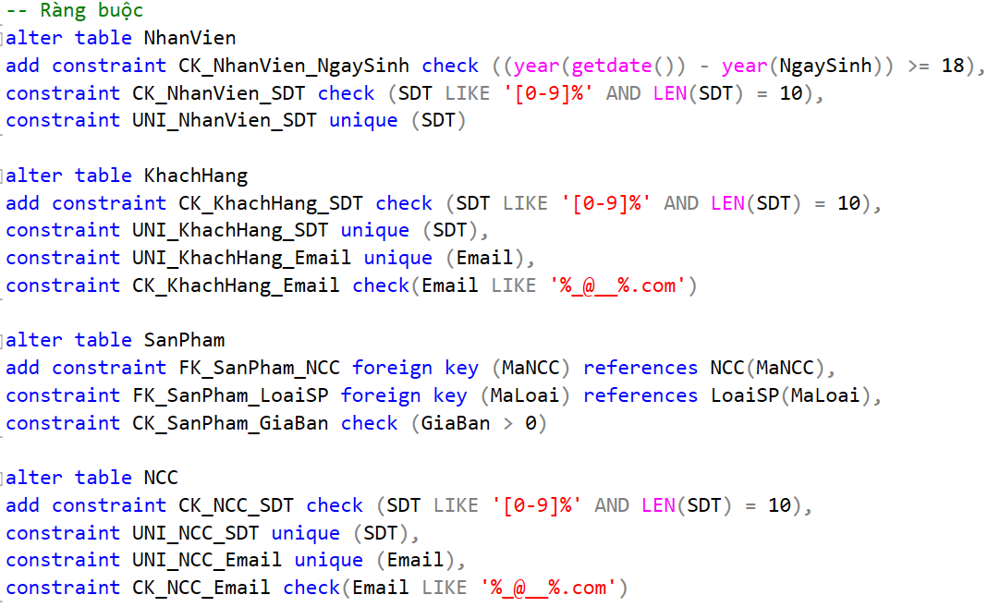 -- Ràng buộc
alter table NhanVien
add constraint CK_NhanVien_NgaySinh check ((year(getdate()) - year(NgaySinh)) >= 18),
constraint CK_NhanVien_SDT check (SDT LIKE '[0-9]%' AND LEN(SDT) = 10),
constraint UNI_NhanVien_SDT unique (SDT)
alter table KhachHang
add constraint CK_KhachHang_SDT check (SDT LIKE '[0-9]%' AND LEN(SDT) = 10),
constraint UNI_KhachHang_SDT unique (SDT),
constraint UNI_KhachHang_Email unique (Email),
constraint CK_KhachHang_Email check(Email LIKE '%_@__%.com')
alter table SanPham
add constraint FK_SanPham_NCC foreign key (MaNCC) references NCC(MaNCC),
constraint FK_SanPham_LoaiSP foreign key (MaLoai) references LoaiSP(MaLoai),
constraint CK_SanPham_GiaBan check (GiaBan > 0)
alter table NCC
add constraint CK_NCC_SDT check (SDT LIKE '[0-9]%' AND LEN(SDT) = 10),
constraint UNI_NCC_SDT unique (SDT),
constraint UNI_NCC_Email unique (Email),
constraint CK_NCC_Email check(Email LIKE '%_@__%.com')